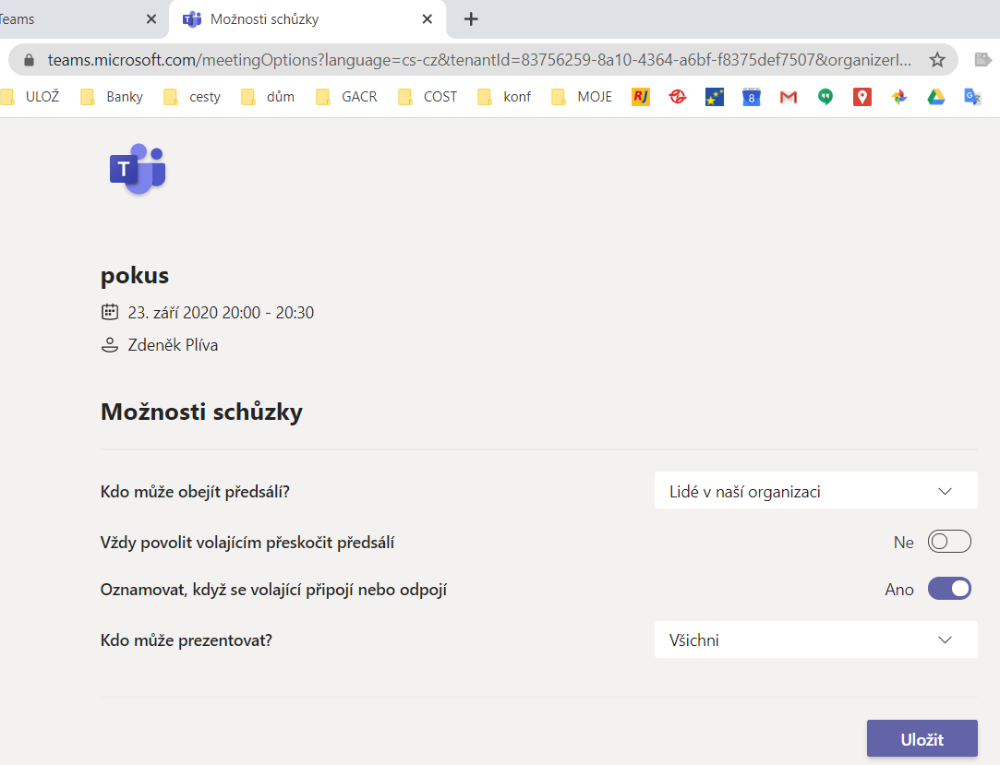 Teams
Možnosti schůzky
teams.microsoft.com/meetingOptions?language=cs-cz&tenantId=83756259-8a10-4364-a6bf-f8375def7507&organizerI...
ULOŽ Banky cesty dům GACR COST konf MOJE RJ 8 G
T
pokus
23. září 2020 20:00 - 20:30
Zdeněk Plíva
Možnosti schůzky
Kdo může obejít předsálí? Lidé v naší organizaci
Vždy povolit volajícím přeskočit předsálí Ne
Oznamovat, když se volající připojí nebo odpojí Ano
Kdo může prezentovat? Všichni
Uložit